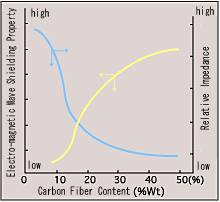 Electro-magnetic Wave Shielding Property
high
low
high
low
Relative Impedance
0 10 20 30 40 50(%)
Carbon Fiber Content (%Wt)